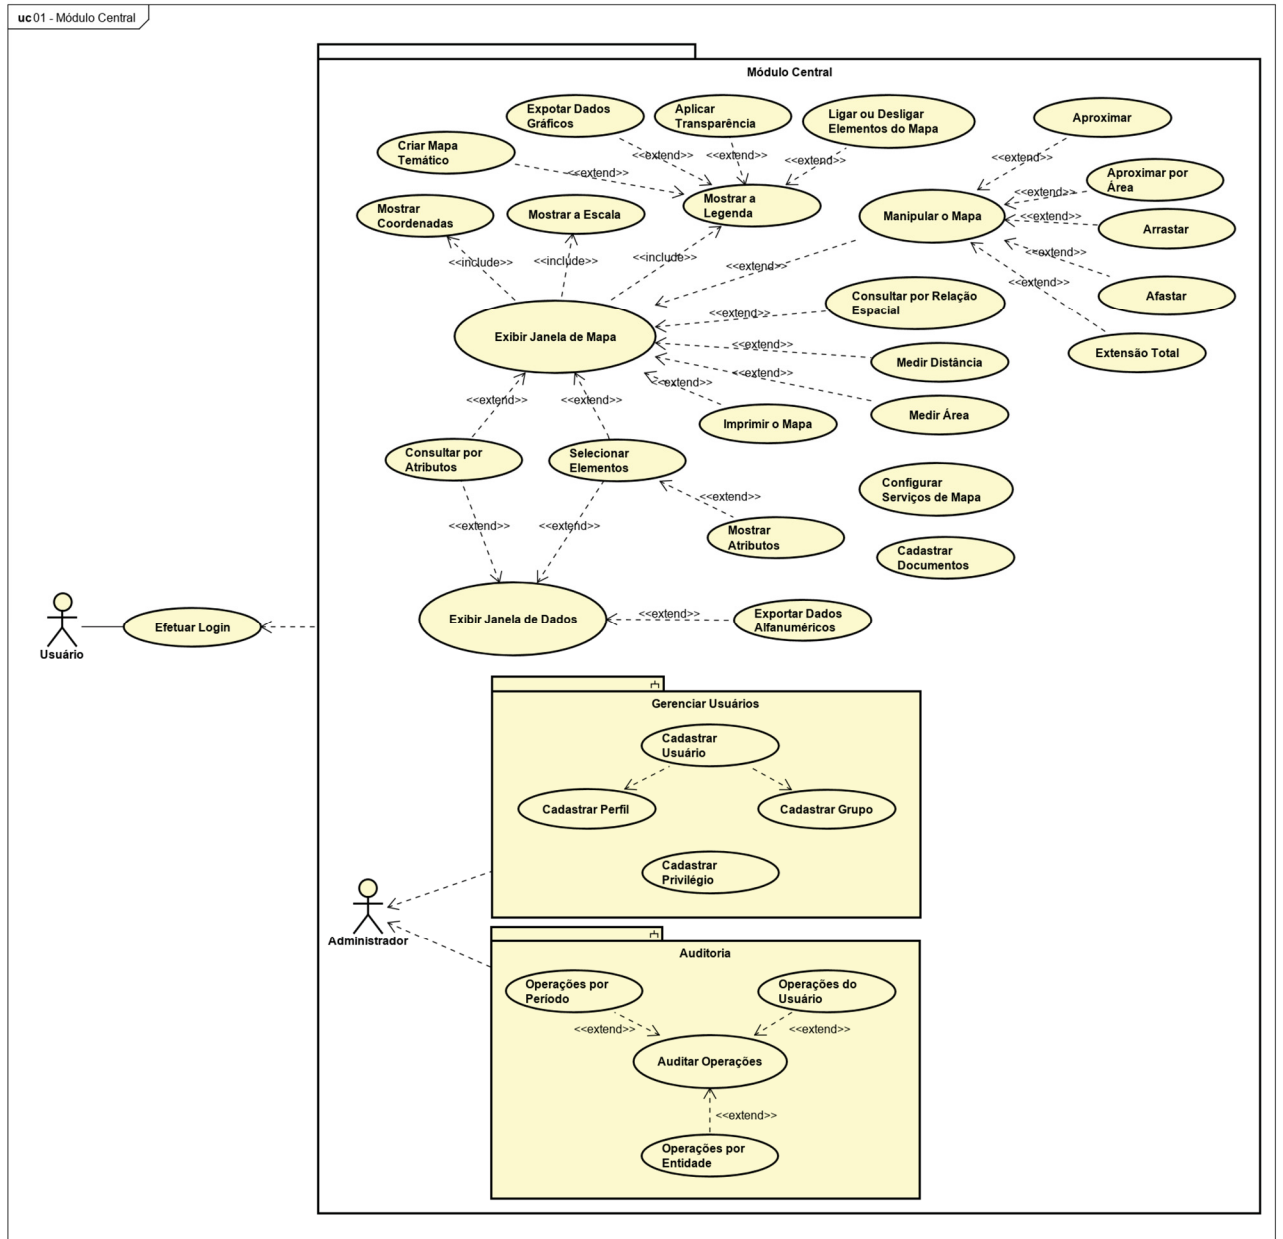 uc 01 - Módulo Central
Módulo Central
Expotar Dados
Gráficos
Aplicar
Transparência
Ligar ou Desligar
Elementos do Mapa
Aproximar
Criar Mapa
Temático
<<extend>>
<<extend>>
<<extend>>
<<extend>>
<<extend>>
Aproximar por
Área
<<extend>>
Mostrar
Coordenadas
Mostrar a Escala
Mostrar a
Legenda
Manipular o Mapa
<<extend>>
Arrastar
<<include>>
<<include>>
<<include>>
<<extend>>
<<extend>>
<<extend>>
Afastar
Consultar por Relação
Espacial
<<extend>>
Exibir Janela de Mapa
<<extend>>
Extensão Total
Medir Distância
<<extend>>
<<extend>>
<<extend>>
<<extend>>
Imprimir o Mapa
Medir Área
Consultar por
Atributos
Selecionar
Elementos
Configurar
Serviços de Mapa
<<extend>>
<<extend>>
<<extend>>
Mostrar
Atributos
Cadastrar
Documentos
Exibir Janela de Dados
<<extend>>
Exportar Dados
Alfanuméricos
Efetuar Login
Usuário
Gerenciar Usuários
Cadastrar
Usuário
Cadastrar Perfil
Cadastrar Grupo
Cadastrar
Privilégio
Administrador
Auditoria
Operações por
Período
Operações do
Usuário
<<extend>>
<<extend>>
Auditar Operações
<<extend>>
Operações por
Entidade